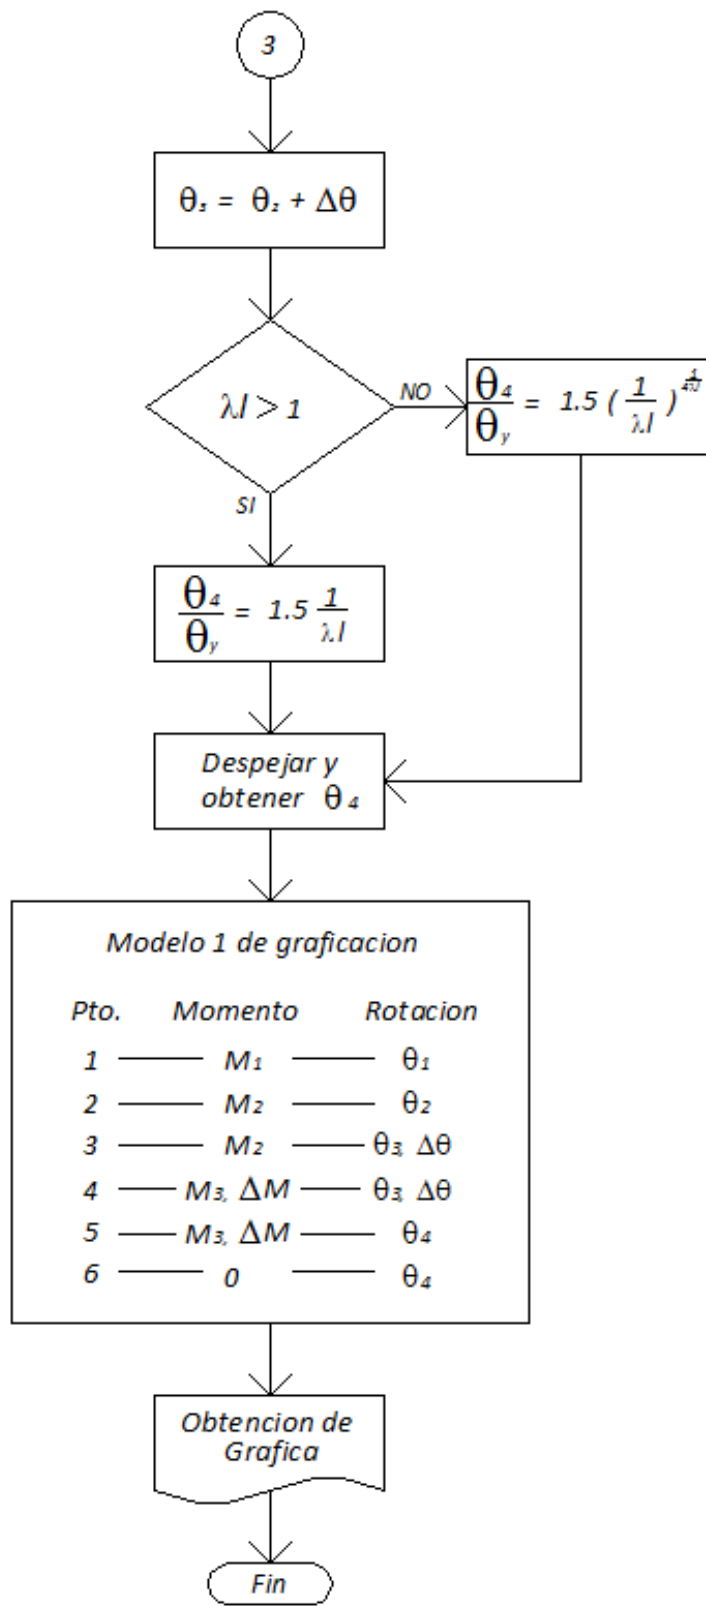 3
θ₃ = θ₂ + Δθ
λl > 1
NO
θ₄/θy = 1.5 (1/λl)
SI
θ₄/θy = 1.5 1/λl
Despejar y
obtener θ₄
Modelo 1 de graficacion
Pto. Momento Rotacion
1 M₁ θ₁
2 M₂ θ₂
3 M₂ θ₃, Δθ
4 M₃, ΔM θ₃, Δθ
5 M₃, ΔM θ₄
6 0 θ₄
Obtencion de
Grafica
Fin